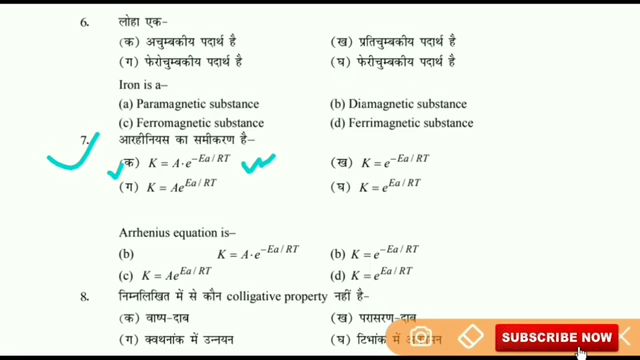 6. लोहा एक-
(क) अचुम्बकीय पदार्थ है (ख) प्रतिचुम्बकीय पदार्थ है
(ग) फेरोचुम्बकीय पदार्थ है (घ) फेरीचुम्बकीय पदार्थ है
Iron is a-
(a) Paramagnetic substance (b) Diamagnetic substance
(c) Ferromagnetic substance (d) Ferrimagnetic substance
7. आरहीनियस का समीकरण है-
(क) K = A·e^{-Ea/RT} (ख) K = e^{-Ea/RT}
(ग) K = Ae^{Ea/RT} (घ) K = e^{Ea/RT}
Arrhenius equation is-
(b) K = A·e^{-Ea/RT} (b) K = e^{-Ea/RT}
(c) K = Ae^{Ea/RT} (d) K = e^{Ea/RT}
8. निम्नलिखित में से कौन colligative property नहीं है-
(क) वाष्प-दाब (ख) परासरण-दाब
(ग) क्वथनांक में उन्नयन (घ) में
SUBSCRIBE NOW